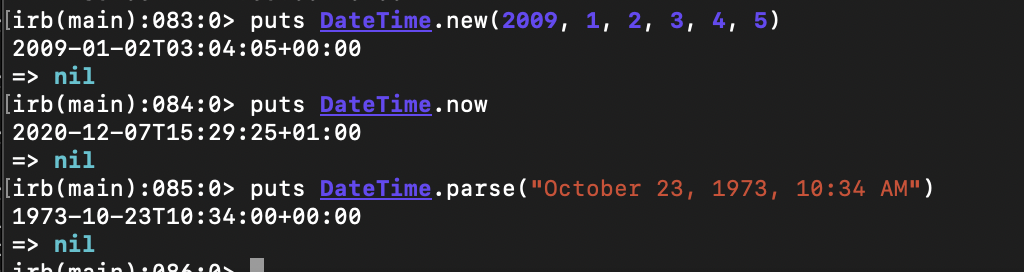 irb(main):083:0> puts DateTime.new(2009, 1, 2, 3, 4, 5)
2009-01-02T03:04:05+00:00
=> nil
irb(main):084:0> puts DateTime.now
2020-12-07T15:29:25+01:00
=> nil
irb(main):085:0> puts DateTime.parse("October 23, 1973, 10:34 AM")
1973-10-23T10:34:00+00:00
=> nil
irb(main):086:0>